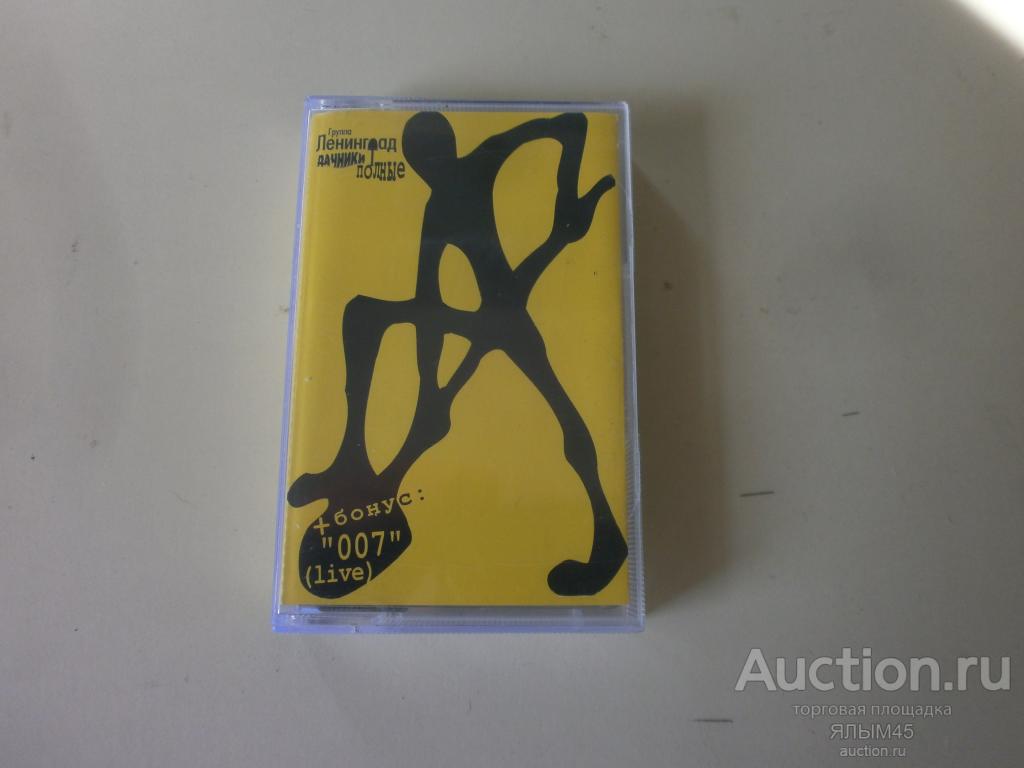 Группа
Ленинград
дачники
полные
+бонус:
"007"
(live)
Auction.ru
торговая площадка
ЯЛЫМ45
auction.ru